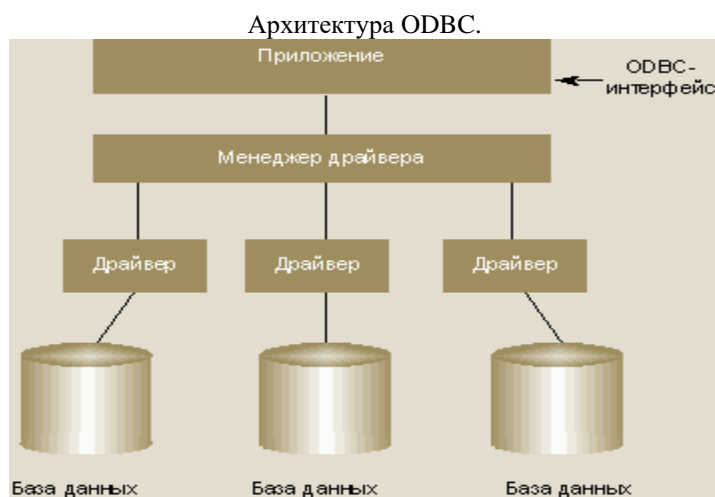 Архитектура ODBC.
Приложение
ODBC-
интерфейс
Менеджер драйвера
Драйвер
Драйвер
Драйвер
База данных
База данных
База данных